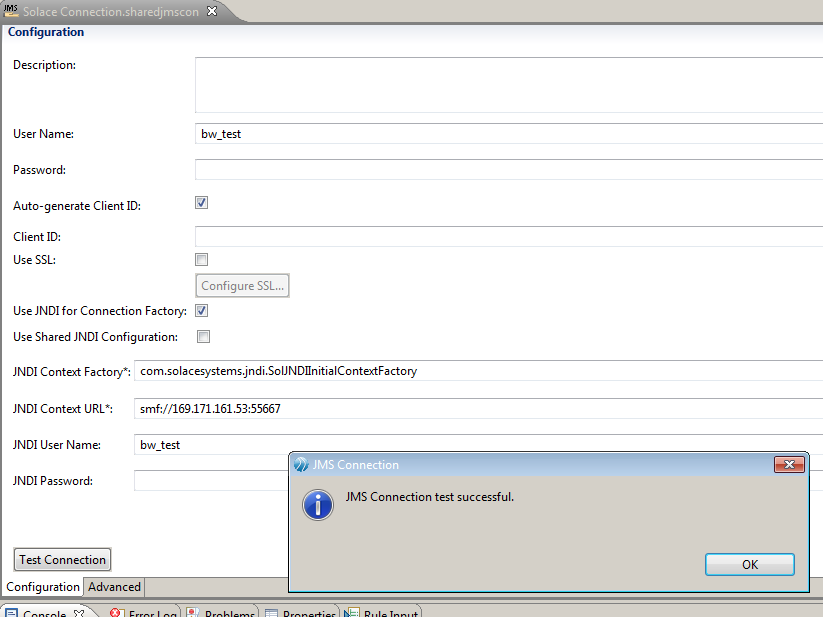 JMS Solace Connection.sharedjmscon
Configuration
Description:
User Name: bw_test
Password:
Auto-generate Client ID:
Client ID:
Use SSL:
Configure SSL...
Use JNDI for Connection Factory:
Use Shared JNDI Configuration:
JNDI Context Factory*: com.solacesystems.jndi.SolJNDIInitialContextFactory
JNDI Context URL*: smf://169.171.161.53:55667
JNDI User Name: bw_test
JMS Connection
JNDI Password:
JMS Connection test successful.
Test Connection
OK
Configuration Advanced
Console Error Log Problems Properties Rule Input